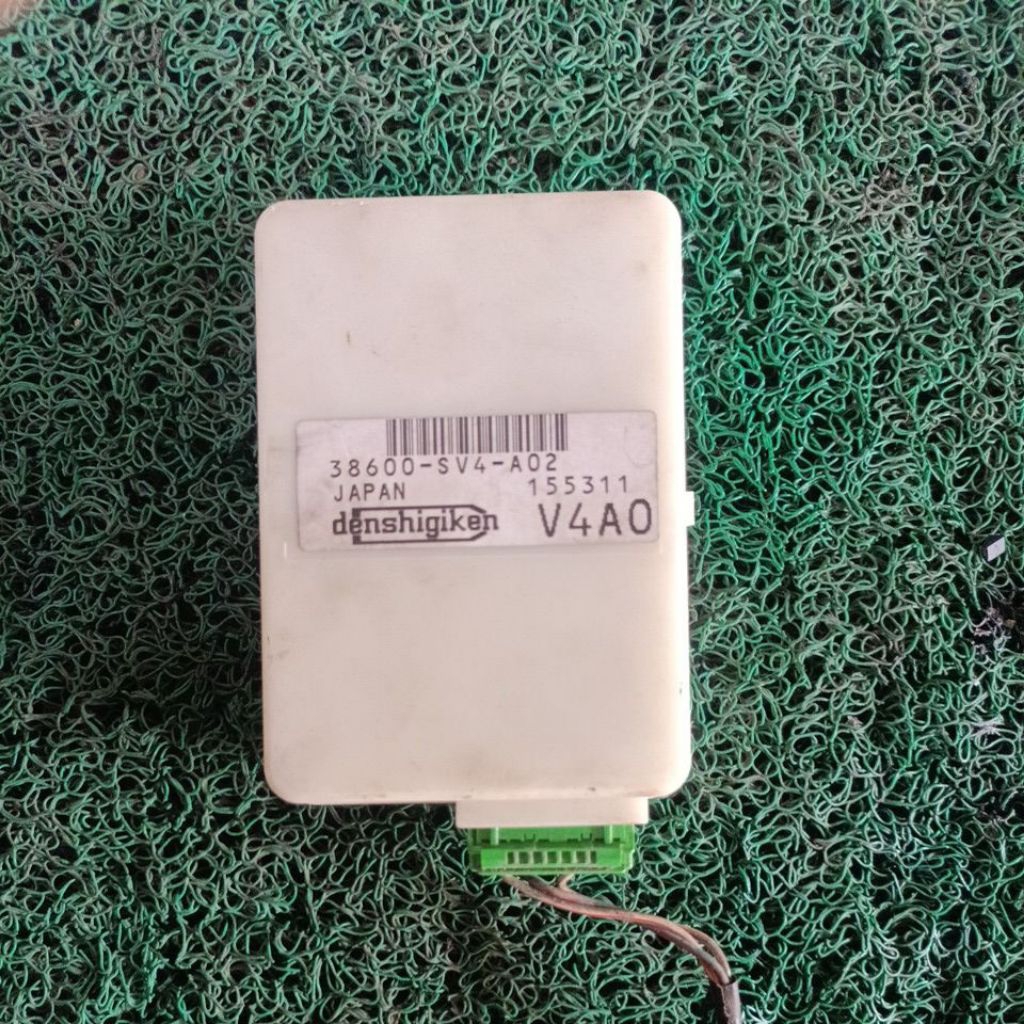 38600-SV4-A02
JAPAN 155311
denshigiken V4A0